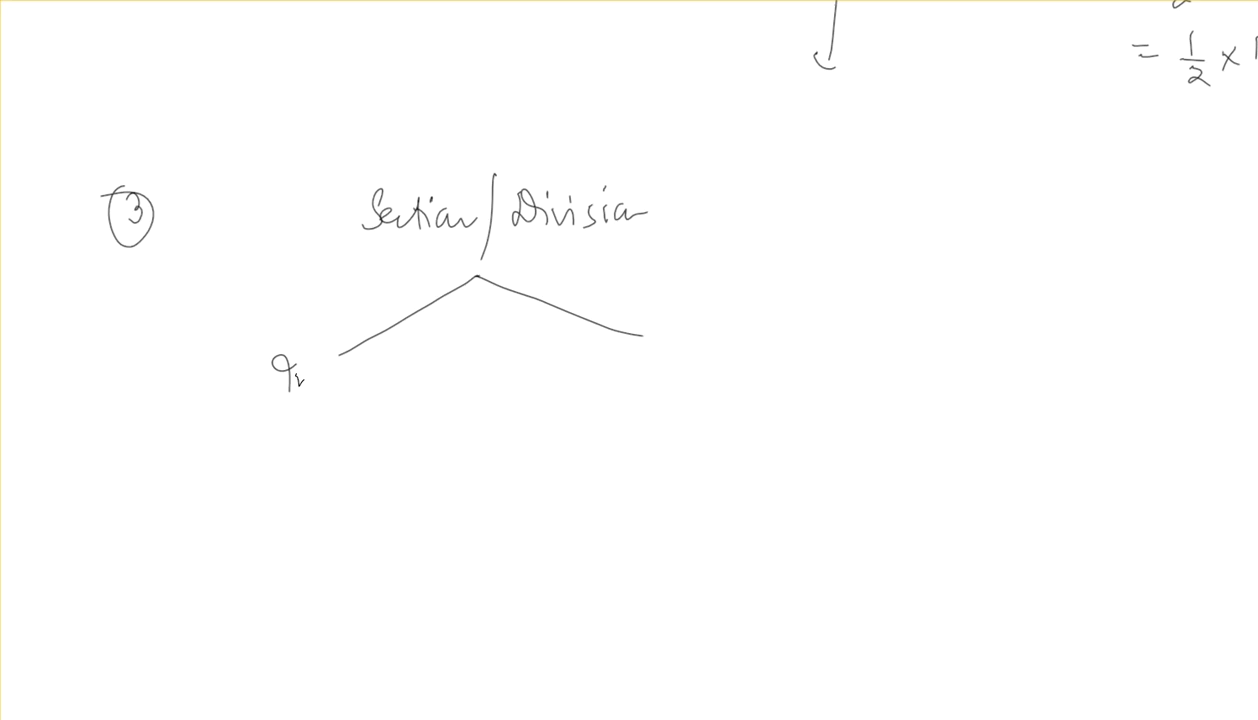 = 1/2 ×
③ Section/Division